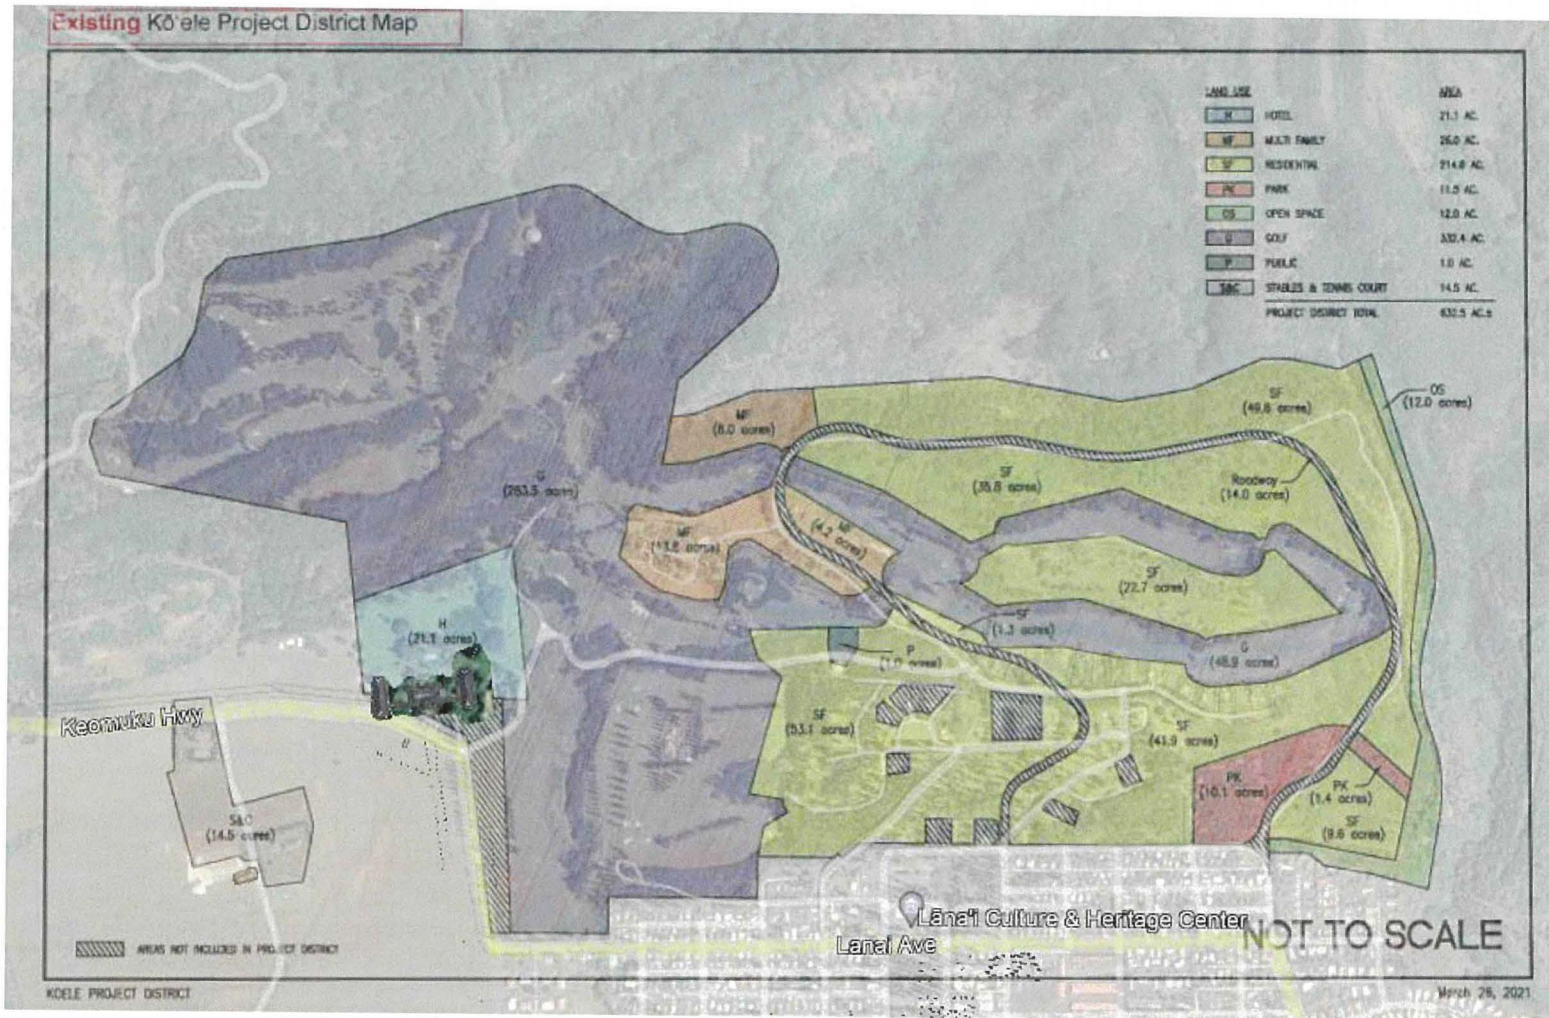 Existing Kō'ele Project District Map
LAND USE AREA
H HOTEL 21.1 AC.
MF MULTI FAMILY 26.0 AC.
SF RESIDENTIAL 214.8 AC.
PK PARK 11.5 AC.
OS OPEN SPACE 12.0 AC.
G GOLF 332.4 AC.
P PUBLIC 1.0 AC.
S&C STABLES & TENNIS COURT 14.5 AC.
PROJECT DISTRICT TOTAL 632.5 AC.±
SF
(49.6 acres)
OS
(12.0 acres)
MF
(8.0 acres)
SF
(35.8 acres)
Roadway
(14.0 acres)
G
(283.5 acres)
MF
(13.8 acres)
MF
(4.2 acres)
SF
(22.7 acres)
SF
(1.3 acres)
H
(21.1 acres)
P
(1.0 acres)
G
(48.9 acres)
Keomuku Hwy
SF
(53.1 acres)
SF
(41.9 acres)
PK
(10.1 acres)
PK
(1.4 acres)
SF
(9.6 acres)
S&C
(14.5 acres)
Lāna'i Culture & Heritage Center
Lanai Ave
NOT TO SCALE
AREAS NOT INCLUDED IN PROJECT DISTRICT
KOELE PROJECT DISTRICT
March 26, 2021